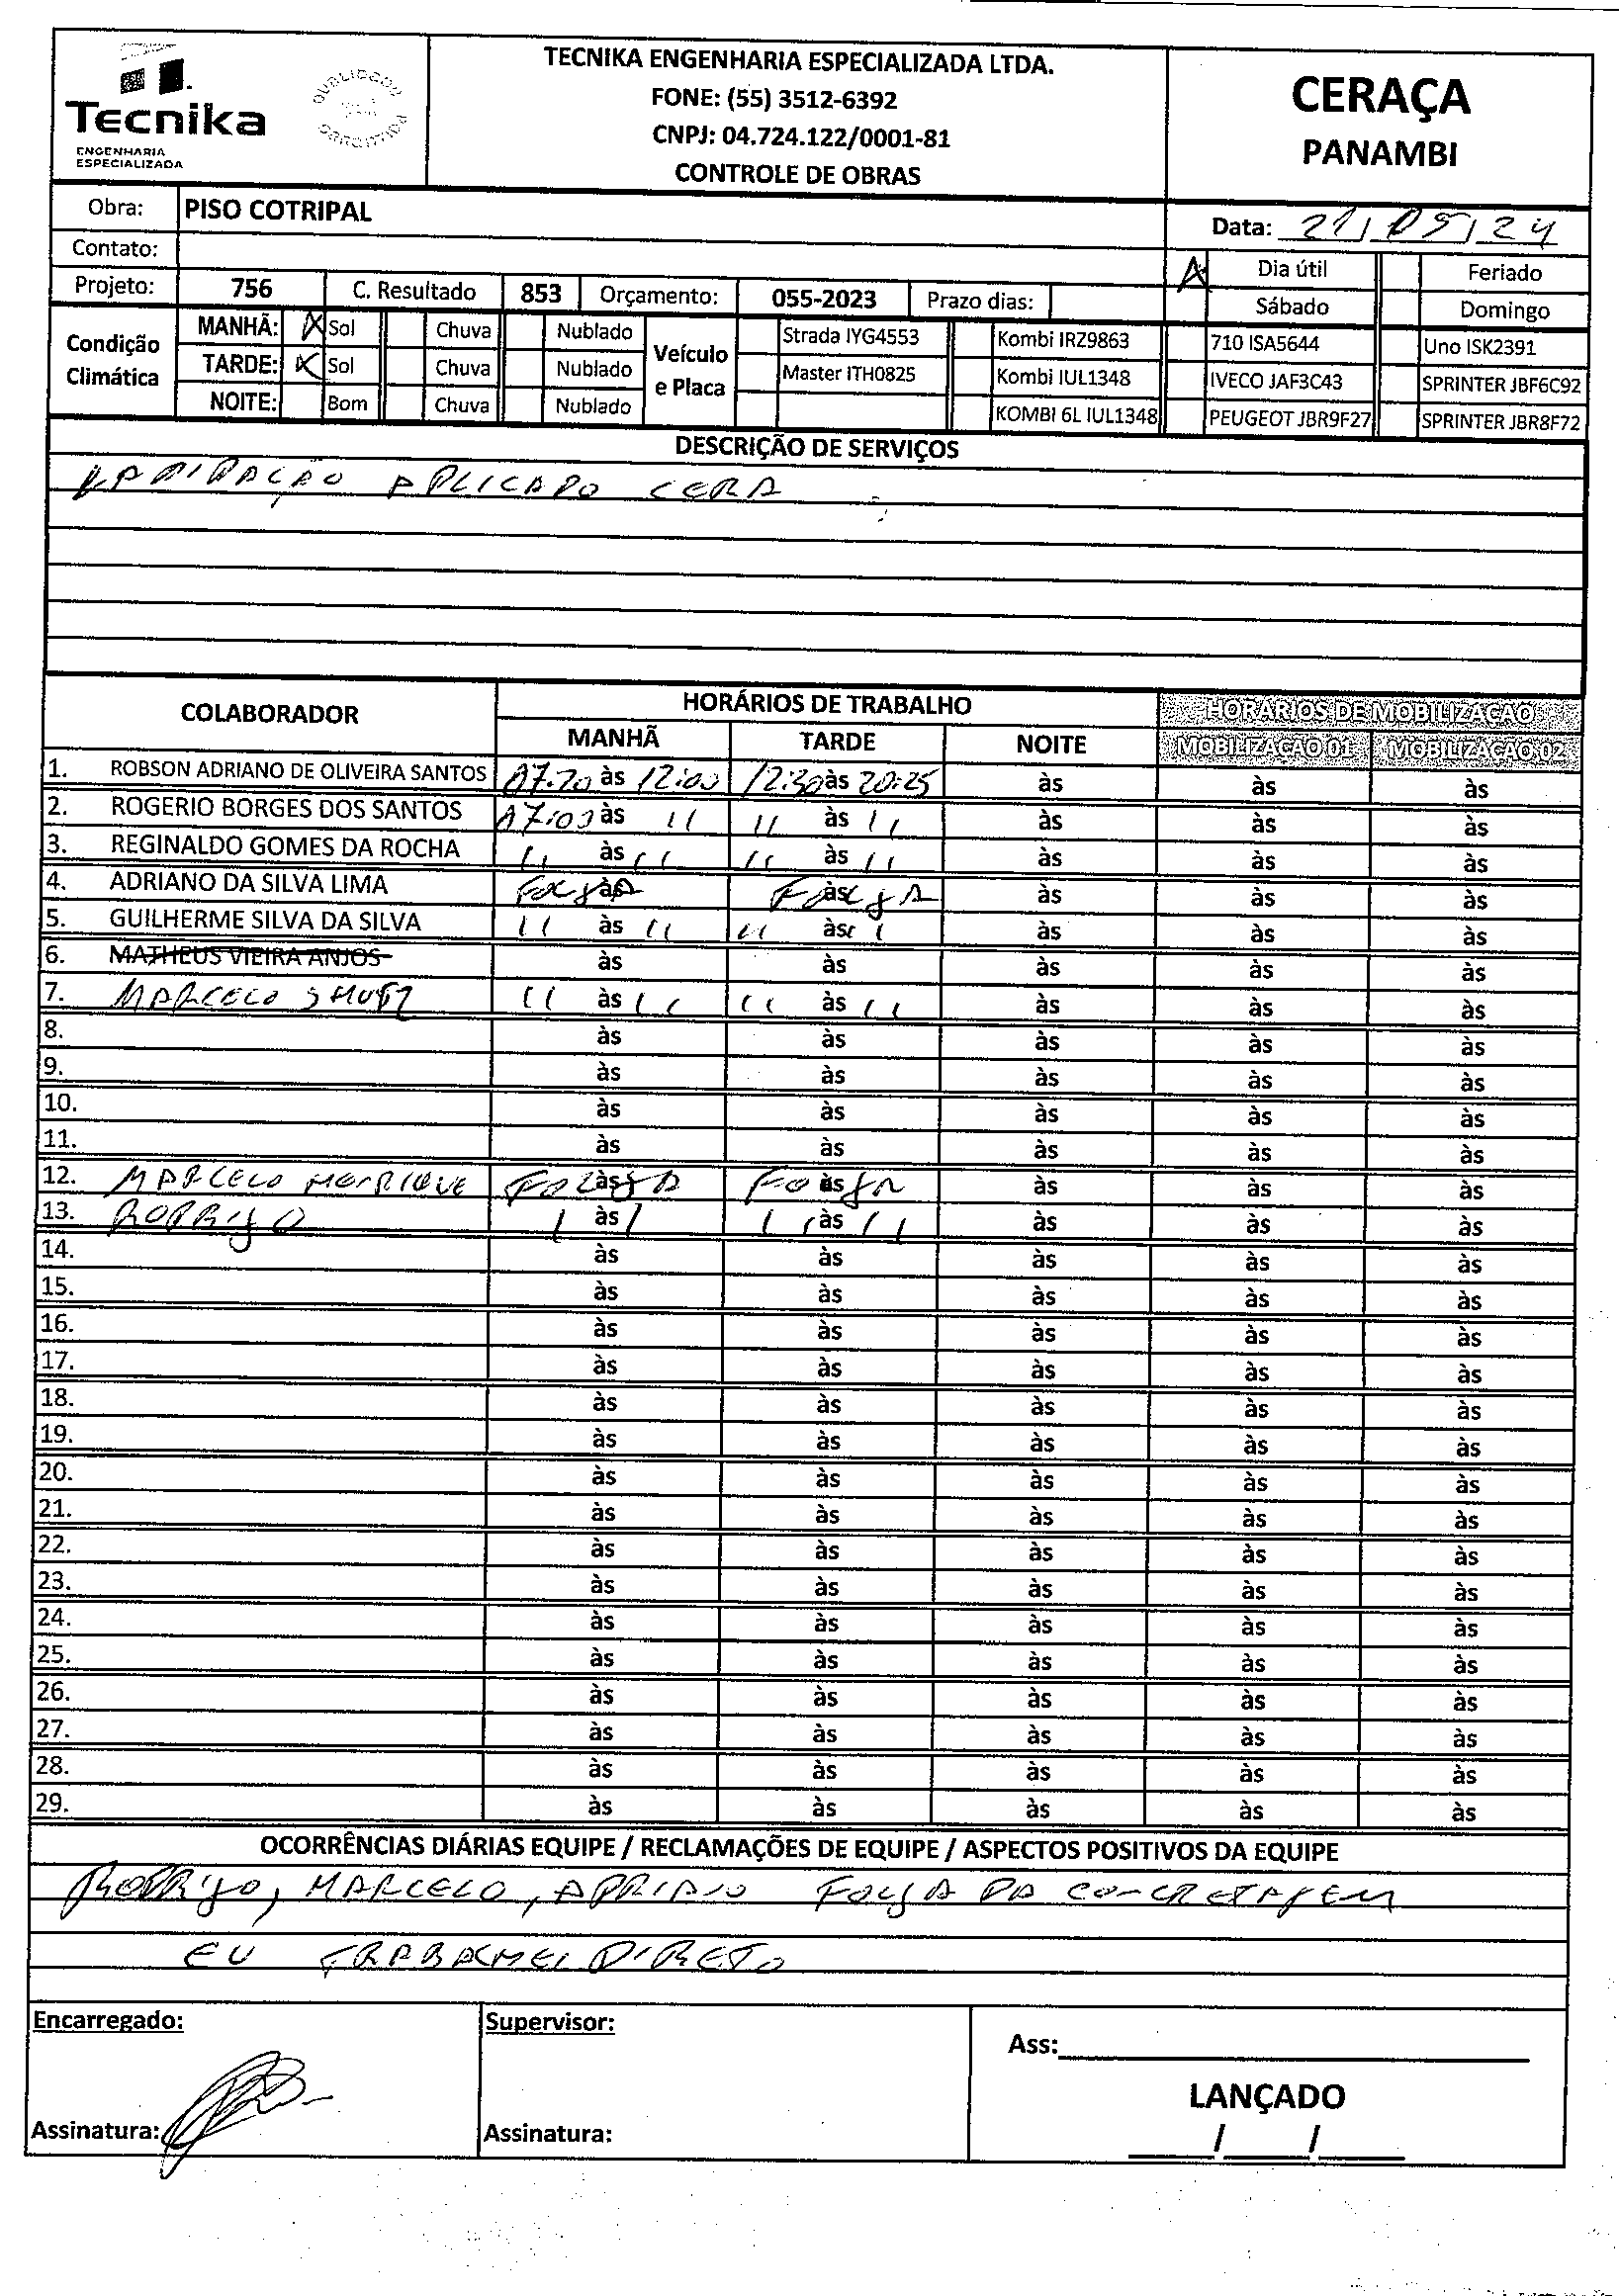 Tecnika
ENGENHARIA
ESPECIALIZADA
QUALIDADE
GARANTIDA
TECNIKA ENGENHARIA ESPECIALIZADA LTDA.
FONE: (55) 3512-6392
CNPJ: 04.724.122/0001-81
CONTROLE DE OBRAS
CERAÇA
PANAMBI
Obra: PISO COTRIPAL
Data: 21/05/24
Contato:
Dia útil Feriado
Projeto: 756 C. Resultado 853 Orçamento: 055-2023 Prazo dias:
Sábado Domingo
Condição Climática
MANHÃ: X Sol Chuva Nublado
TARDE: X Sol Chuva Nublado
NOITE: Bom Chuva Nublado
Veículo e Placa
Strada IYG4553 Kombi IRZ9863 710 ISA5644 Uno ISK2391
Master ITH0825 Kombi IUL1348 IVECO JAF3C43 SPRINTER JBF6C92
KOMBI 6L IUL1348 PEUGEOT JBR9F27 SPRINTER JBR8F72
DESCRIÇÃO DE SERVIÇOS
APLICADO CERA
COLABORADOR HORÁRIOS DE TRABALHO HORÁRIOS DE MOBILIZAÇÃO
MANHÃ TARDE NOITE MOBILIZAÇÃO 01 MOBILIZAÇÃO 02
1. ROBSON ADRIANO DE OLIVEIRA SANTOS 07:20 às 12:00 12:30 às 20:25 às às às
2. ROGERIO BORGES DOS SANTOS 07:00 às 11 11 às 11 às às às
3. REGINALDO GOMES DA ROCHA 11 às 11 11 às 11 às às às
4. ADRIANO DA SILVA LIMA FOLGA às FOLGA às às às às
5. GUILHERME SILVA DA SILVA 11 às 11 11 às 11 às às às
6. MATHEUS VIEIRA ANJOS às às às às às
7. MARCELO 11 às 11 11 às 11 às às às
8. às às às às às
9. às às às às às
10. às às às às às
11. às às às às às
12. MARCELO HENRIQUE FOLGA às FOLGA às às às às
13. RODRIGO 1 às 1 11 às 11 às às às
14. às às às às às
15. às às às às às
16. às às às às às
17. às às às às às
18. às às às às às
19. às às às às às
20. às às às às às
21. às às às às às
22. às às às às às
23. às às às às às
24. às às às às às
25. às às às às às
26. às às às às às
27. às às às às às
28. às às às às às
29. às às às às às
OCORRÊNCIAS DIÁRIAS EQUIPE / RECLAMAÇÕES DE EQUIPE / ASPECTOS POSITIVOS DA EQUIPE
RODRIGO, MARCELO, ADRIANO FOLGA DA CONCRETAGEM
EU TRABALHEI DIRETO
Encarregado: Supervisor:
Ass:
LANÇADO
Assinatura: Assinatura:
/ /